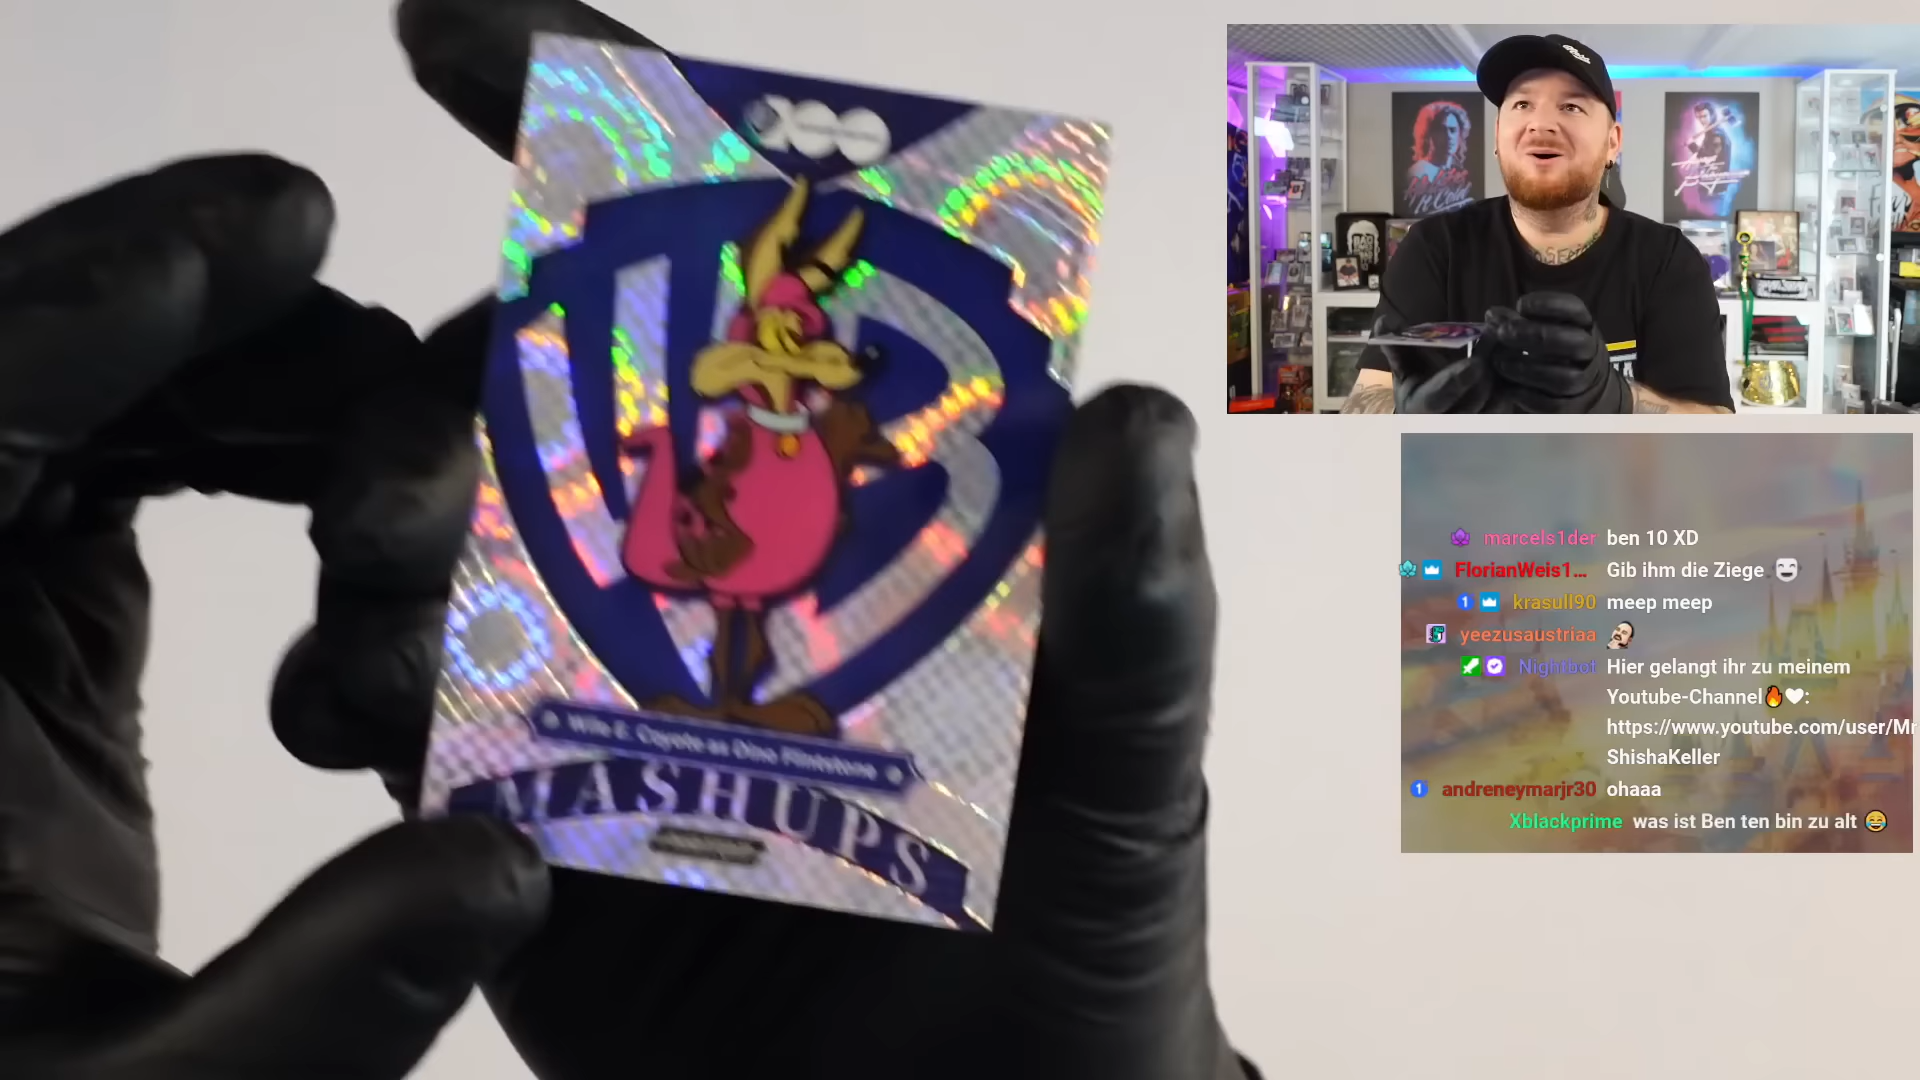 Wile E. Coyote as Dino Flintstone
MASHUPS
marcels1der ben 10 XD
FlorianWeis1... Gib ihm die Ziege
krasull90 meep meep
yeezusaustriaa
Nightbot Hier gelangt ihr zu meinem
Youtube-Channel🔥🤍:
https://www.youtube.com/user/Mr
ShishaKeller
1 andreneymarjr30 ohaaa
Xblackprime was ist Ben ten bin zu alt 😂